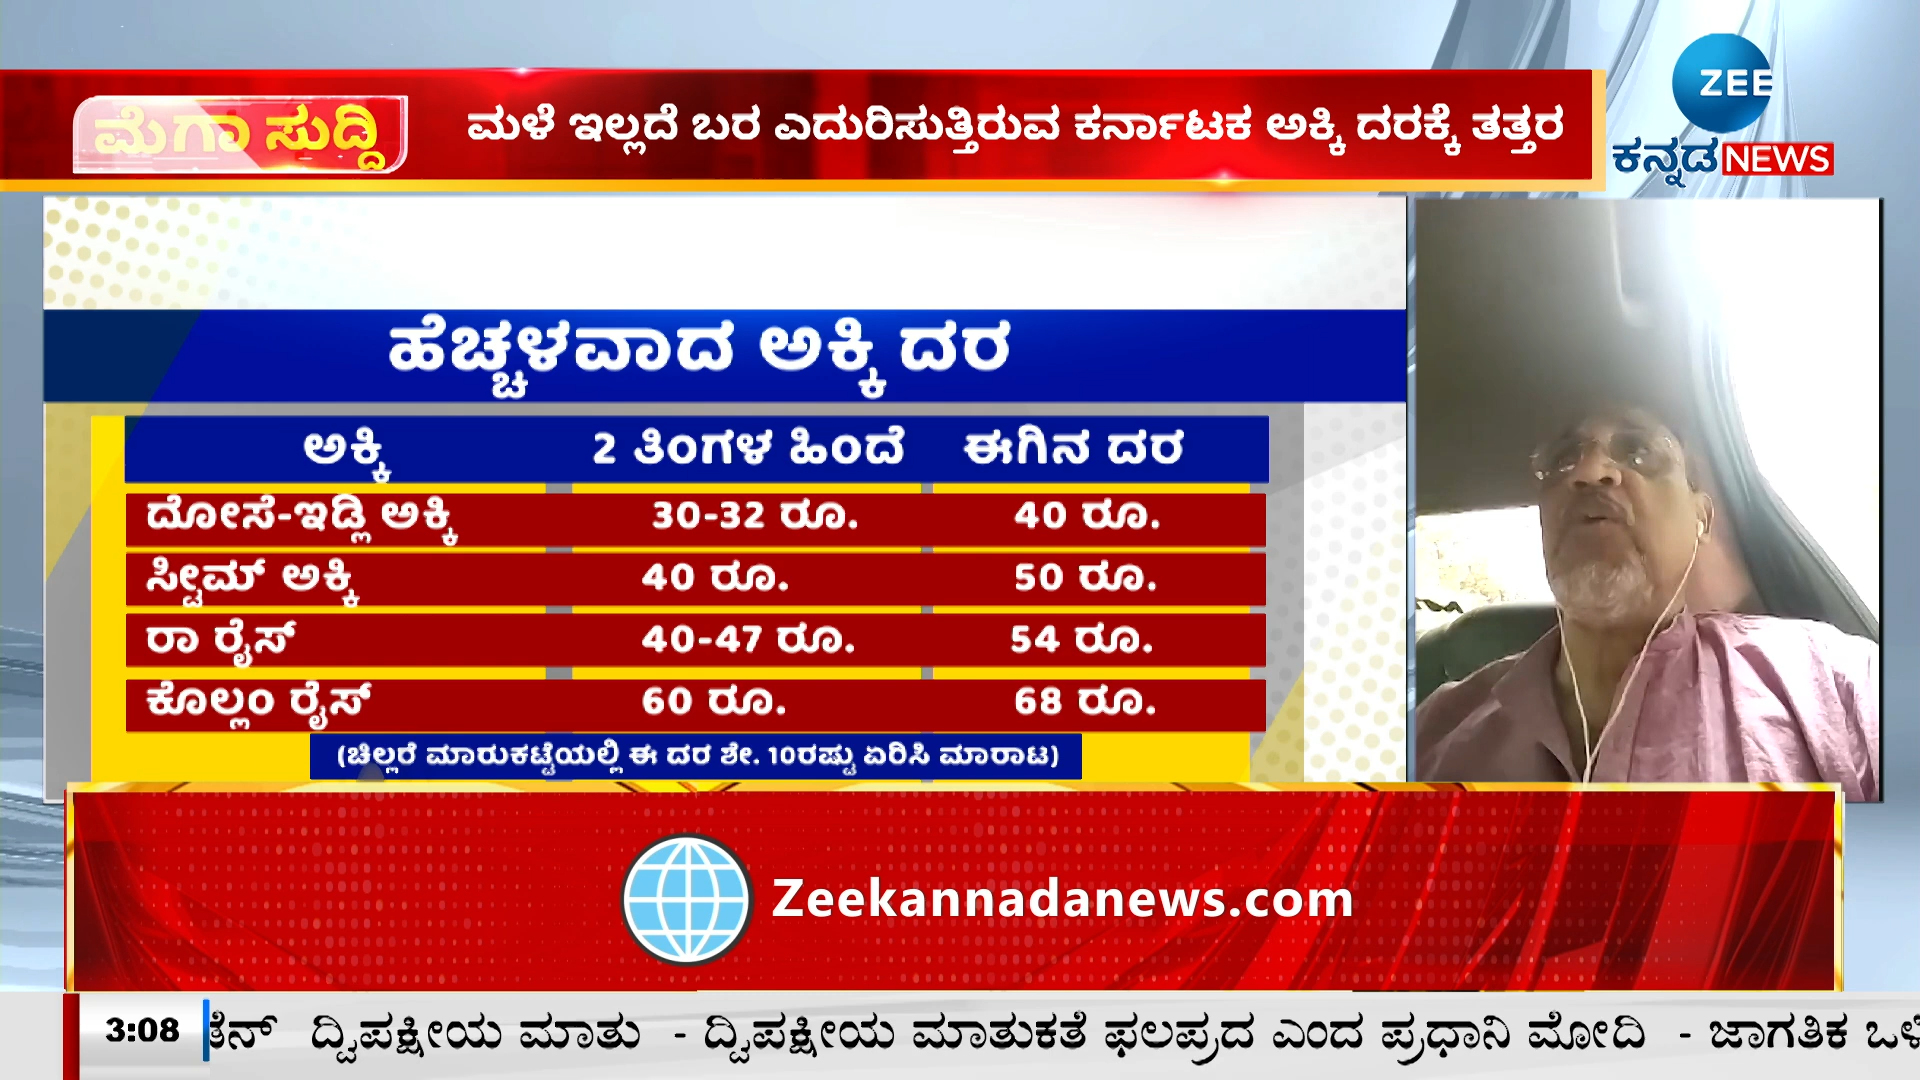 ಮೆಗಾ ಸುದ್ದಿ
ಮಳೆ ಇಲ್ಲದೆ ಬರ ಎದುರಿಸುತ್ತಿರುವ ಕರ್ನಾಟಕ ಅಕ್ಕಿ ದರಕ್ಕೆ ತತ್ತರ
ZEE
ಕನ್ನಡ NEWS
ಹೆಚ್ಚಳವಾದ ಅಕ್ಕಿ ದರ
ಅಕ್ಕಿ 2 ತಿಂಗಳ ಹಿಂದೆ ಈಗಿನ ದರ
ದೋಸೆ-ಇಡ್ಲಿ ಅಕ್ಕಿ 30-32 ರೂ. 40 ರೂ.
ಸ್ಟೀಮ್ ಅಕ್ಕಿ 40 ರೂ. 50 ರೂ.
ರಾ ರೈಸ್ 40-47 ರೂ. 54 ರೂ.
ಕೊಲ್ಲಂ ರೈಸ್ 60 ರೂ. 68 ರೂ.
(ಚಿಲ್ಲರೆ ಮಾರುಕಟ್ಟೆಯಲ್ಲಿ ಈ ದರ ಶೇ. 10ರಷ್ಟು ಏರಿಸಿ ಮಾರಾಟ)
Zeekannadanews.com
3:08 ದ್ವಿಪಕ್ಷೀಯ ಮಾತು - ದ್ವಿಪಕ್ಷೀಯ ಮಾತುಕತೆ ಫಲಪ್ರದ ಎಂದ ಪ್ರಧಾನಿ ಮೋದಿ - ಜಾಗತಿಕ